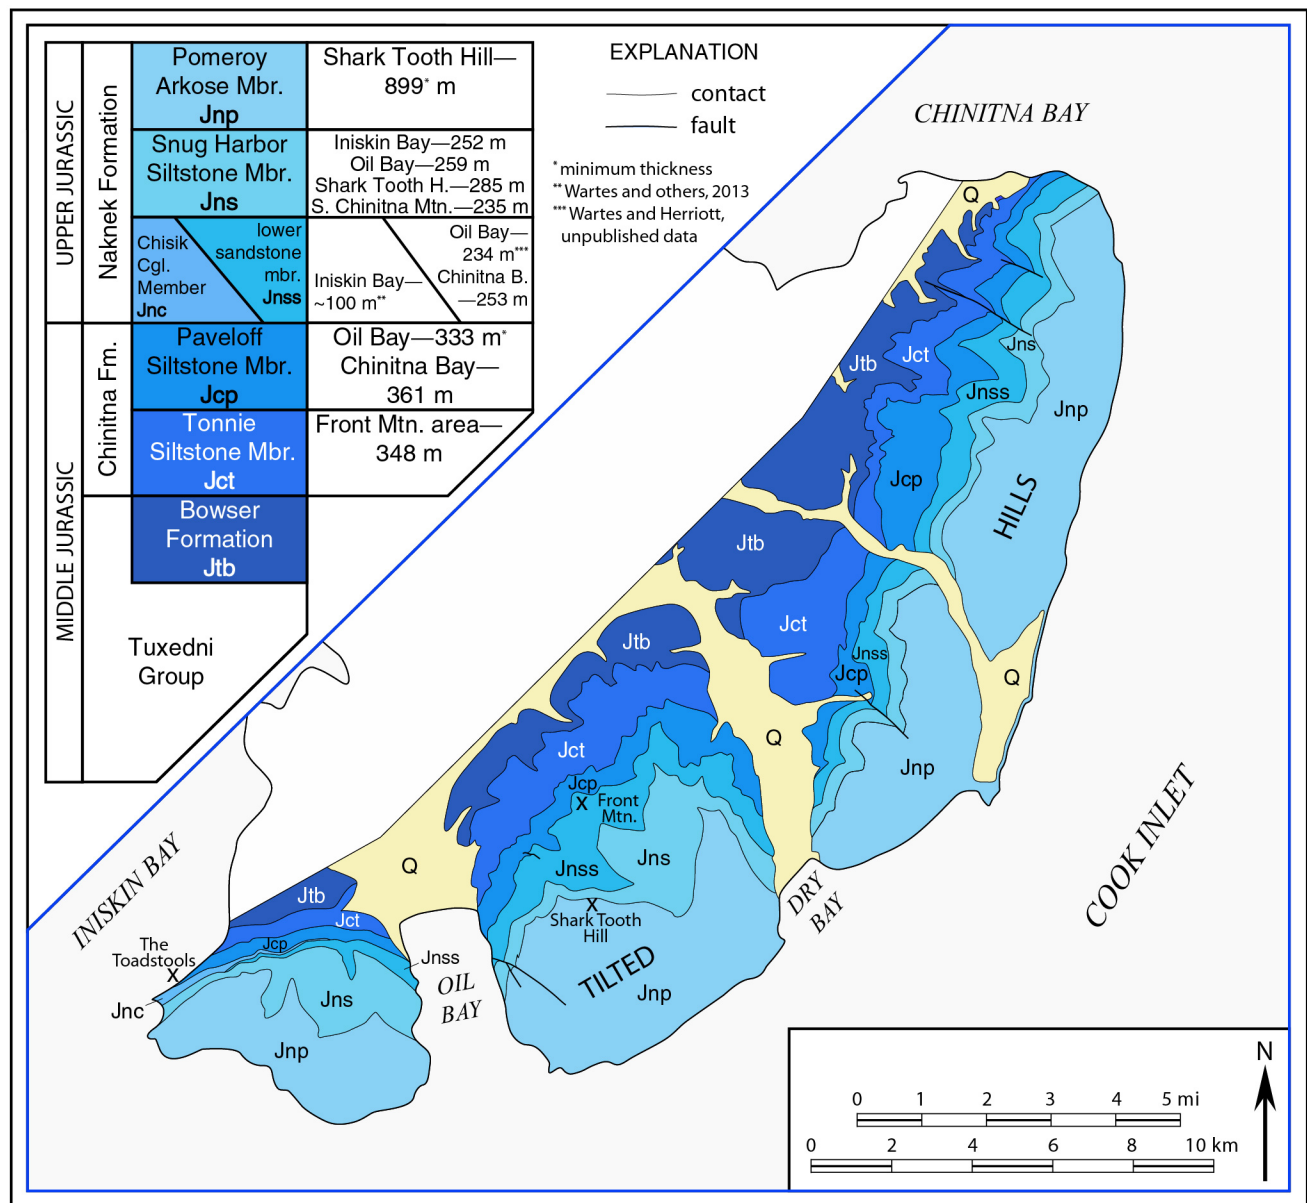 UPPER JURASSIC
MIDDLE JURASSIC
Naknek Formation
Chinitna Fm.
Pomeroy
Arkose Mbr.
Jnp
Shark Tooth Hill—
899* m
Snug Harbor
Siltstone Mbr.
Jns
Iniskin Bay—252 m
Oil Bay—259 m
Shark Tooth H.—285 m
S. Chinitna Mtn.—235 m
Chisik
Cgl.
Member
Jnc
lower
sandstone
mbr.
Jnss
Iniskin Bay—
~100 m**
Oil Bay—
234 m***
Chinitna B.
—253 m
Paveloff
Siltstone Mbr.
Jcp
Oil Bay—333 m*
Chinitna Bay—
361 m
Tonnie
Siltstone Mbr.
Jct
Front Mtn. area—
348 m
Bowser
Formation
Jtb
Tuxedni
Group
EXPLANATION
contact
fault
* minimum thickness
** Wartes and others, 2013
*** Wartes and Herriott,
unpublished data
CHINITNA BAY
Q
Jns
Jtb
Jct
Jnss
Jnp
Jcp
HILLS
Jtb
Jct
Jtb
Jnss
Jcp
Q
Q
Jct
Jnp
Jcp
X Front
Mtn.
COOK INLET
Jns
Jnss
Q
Jtb
X
Shark Tooth
Hill
DRY
BAY
INISKIN BAY
Jct
Jcp
The
Toadstools
X
Jnss
OIL
BAY
TILTED
Jnp
Jns
Jnc
Jnp
N
0 1 2 3 4 5 mi
0 2 4 6 8 10 km